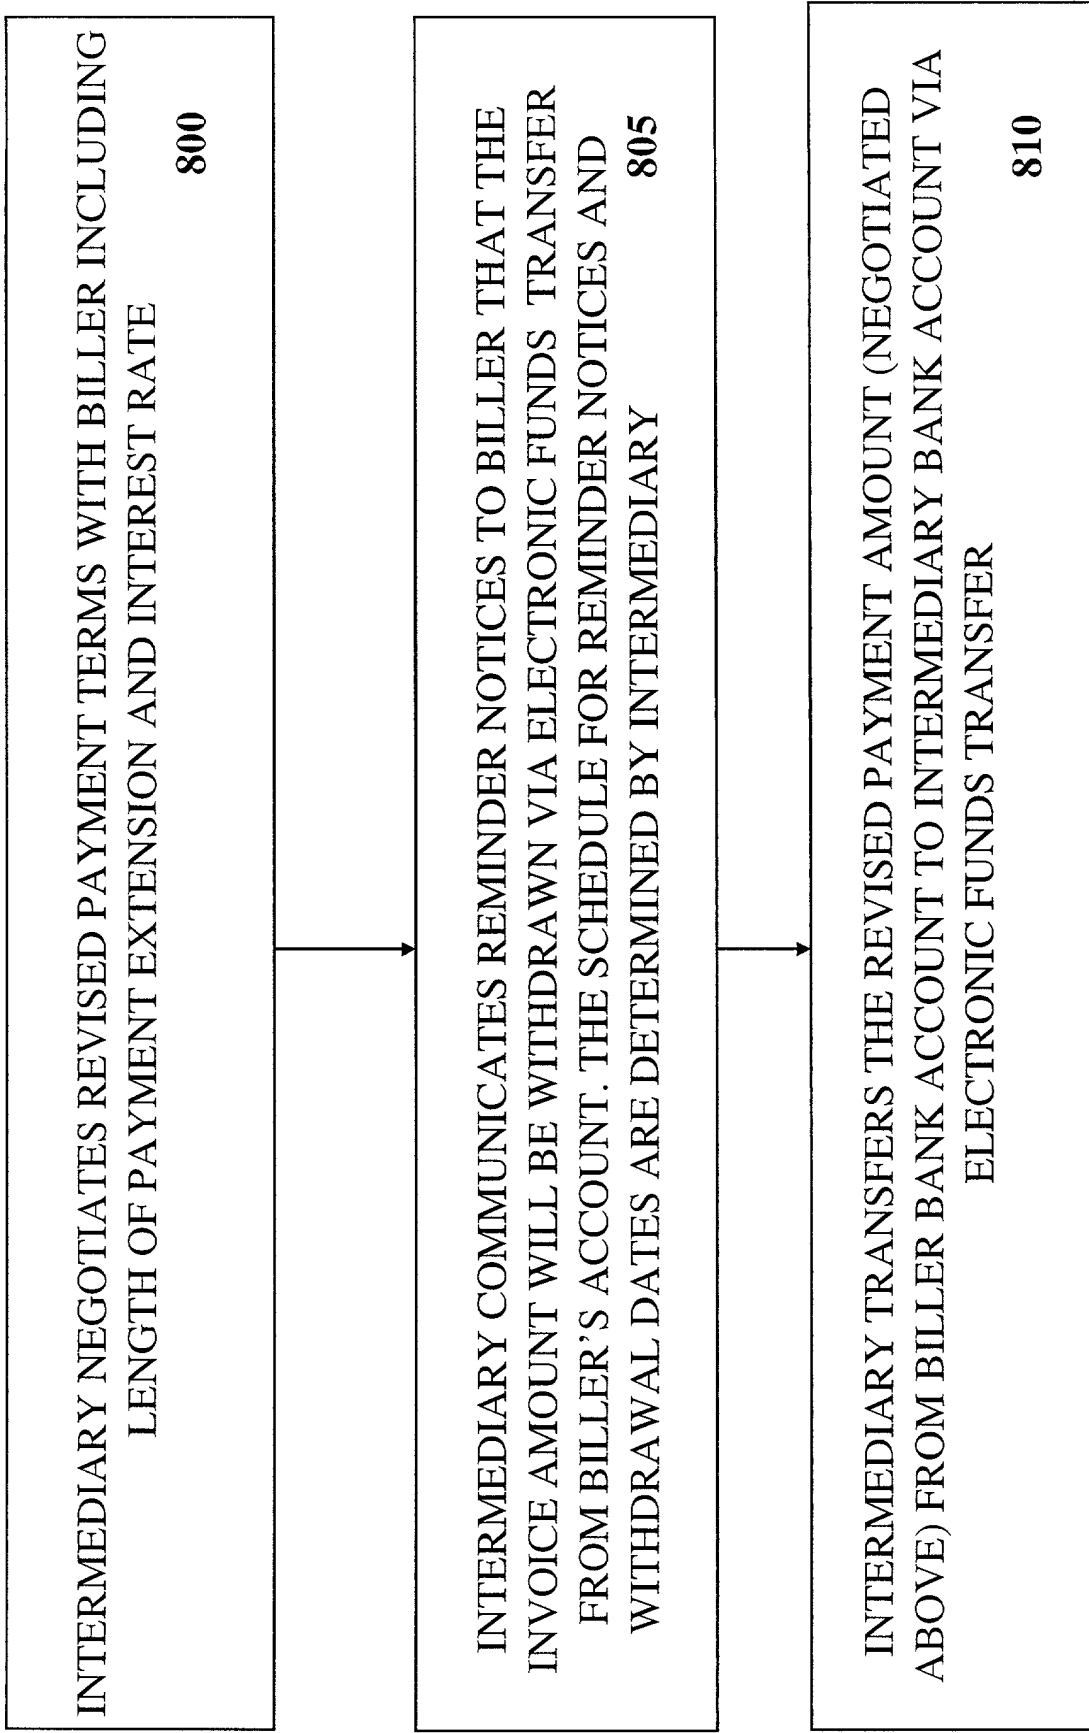 INTERMEDIARY NEGOTIATES REVISED PAYMENT TERMS WITH BILLER INCLUDING
LENGTH OF PAYMENT EXTENSION AND INTEREST RATE
800
INTERMEDIARY COMMUNICATES REMINDER NOTICES TO BILLER THAT THE
INVOICE AMOUNT WILL BE WITHDRAWN VIA ELECTRONIC FUNDS TRANSFER
FROM BILLER'S ACCOUNT. THE SCHEDULE FOR REMINDER NOTICES AND
WITHDRAWAL DATES ARE DETERMINED BY INTERMEDIARY
805
INTERMEDIARY TRANSFERS THE REVISED PAYMENT AMOUNT (NEGOTIATED
ABOVE) FROM BILLER BANK ACCOUNT TO INTERMEDIARY BANK ACCOUNT VIA
ELECTRONIC FUNDS TRANSFER
810